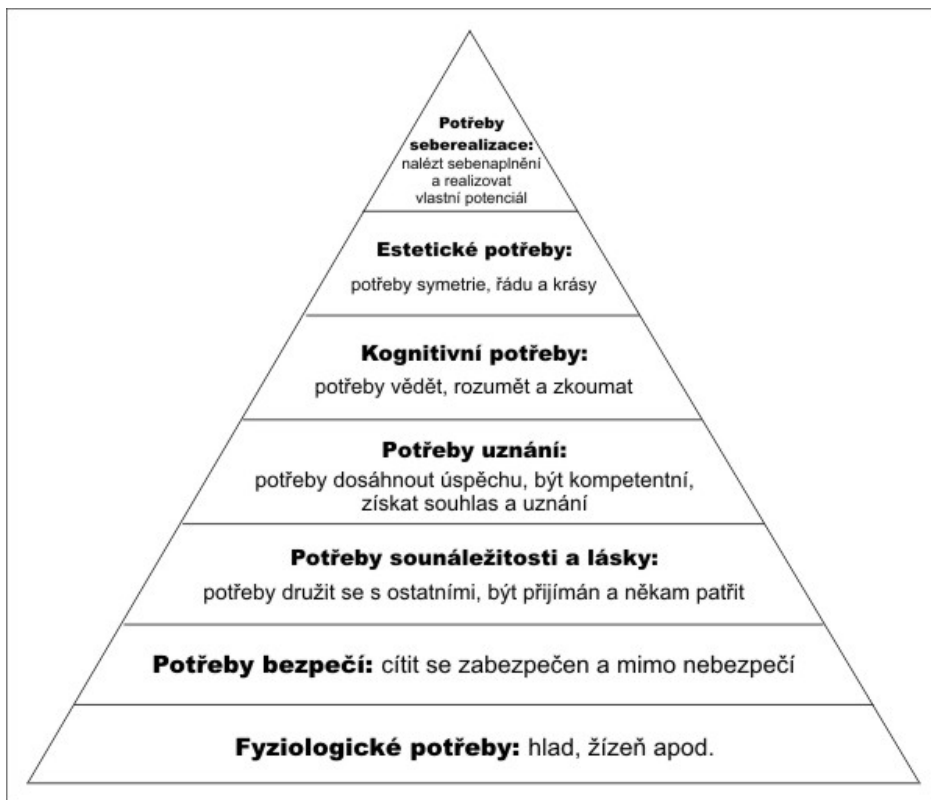 Potřeby
seberealizace:
nalézt sebenaplnění
a realizovat
vlastní potenciál
Estetické potřeby:
potřeby symetrie, řádu a krásy
Kognitivní potřeby:
potřeby vědět, rozumět a zkoumat
Potřeby uznání:
potřeby dosáhnout úspěchu, být kompetentní,
získat souhlas a uznání
Potřeby sounáležitosti a lásky:
potřeby družit se s ostatními, být přijímán a někam patřit
Potřeby bezpečí: cítit se zabezpečen a mimo nebezpečí
Fyziologické potřeby: hlad, žízeň apod.